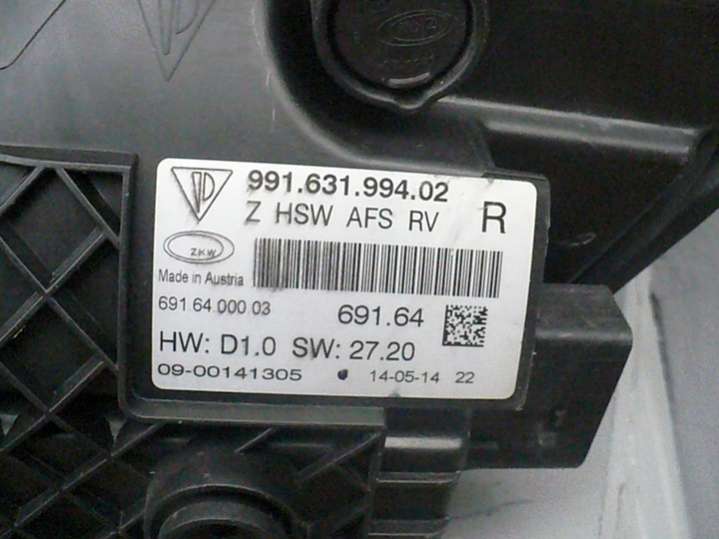 991.631.994.02
Z HSW AFS RV R
ZKW
Made in Austria
691 64 000 03 691.64
HW: D1.0 SW: 27.20
09-00141305 14-05-14 22